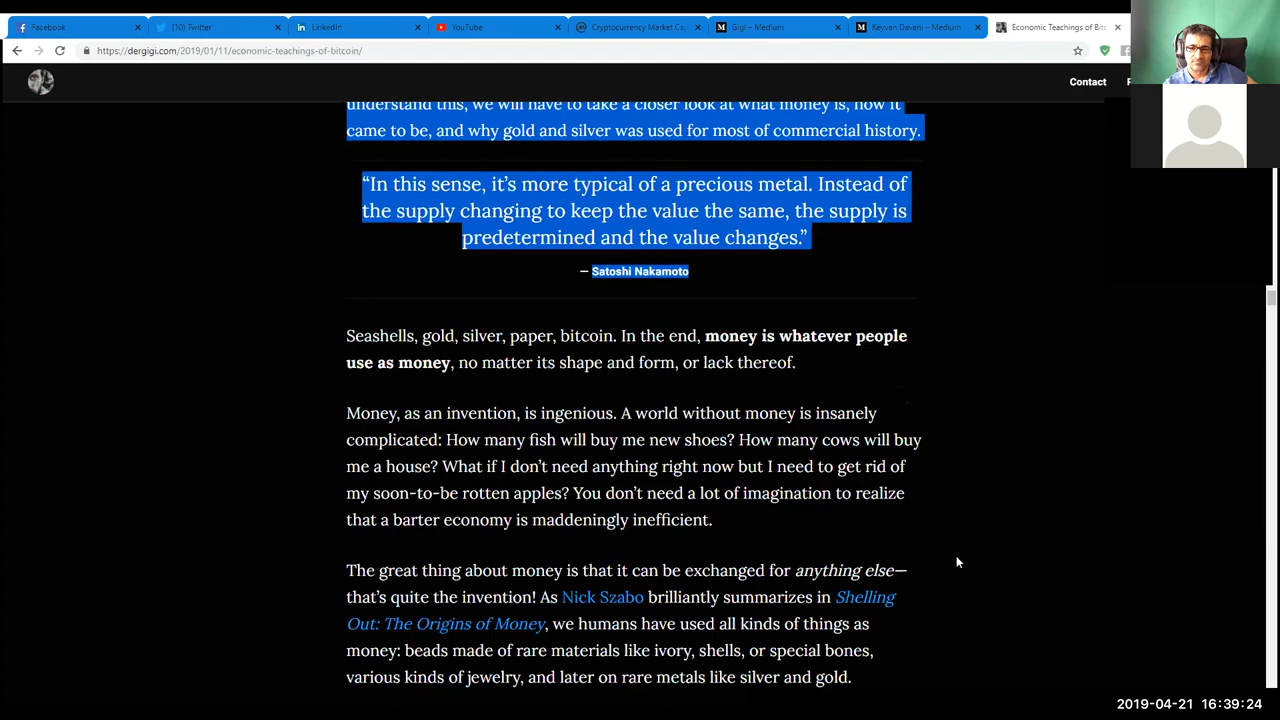 Facebook
(10) Twitter
LinkedIn
YouTube
Cryptocurrency Market Ca
Gigi – Medium
Keyvan Davani – Medium
Economic Teachings of Bitc
https://dergigi.com/2019/01/11/economic-teachings-of-bitcoin/
Contact
understand this, we will have to take a closer look at what money is, how it
came to be, and why gold and silver was used for most of commercial history.
“In this sense, it’s more typical of a precious metal. Instead of
the supply changing to keep the value the same, the supply is
predetermined and the value changes.”
— Satoshi Nakamoto
Seashells, gold, silver, paper, bitcoin. In the end, money is whatever people
use as money, no matter its shape and form, or lack thereof.
Money, as an invention, is ingenious. A world without money is insanely
complicated: How many fish will buy me new shoes? How many cows will buy
me a house? What if I don’t need anything right now but I need to get rid of
my soon-to-be rotten apples? You don’t need a lot of imagination to realize
that a barter economy is maddeningly inefficient.
The great thing about money is that it can be exchanged for anything else—
that’s quite the invention! As Nick Szabo brilliantly summarizes in Shelling
Out: The Origins of Money, we humans have used all kinds of things as
money: beads made of rare materials like ivory, shells, or special bones,
various kinds of jewelry, and later on rare metals like silver and gold.
2019-04-21 16:39:24